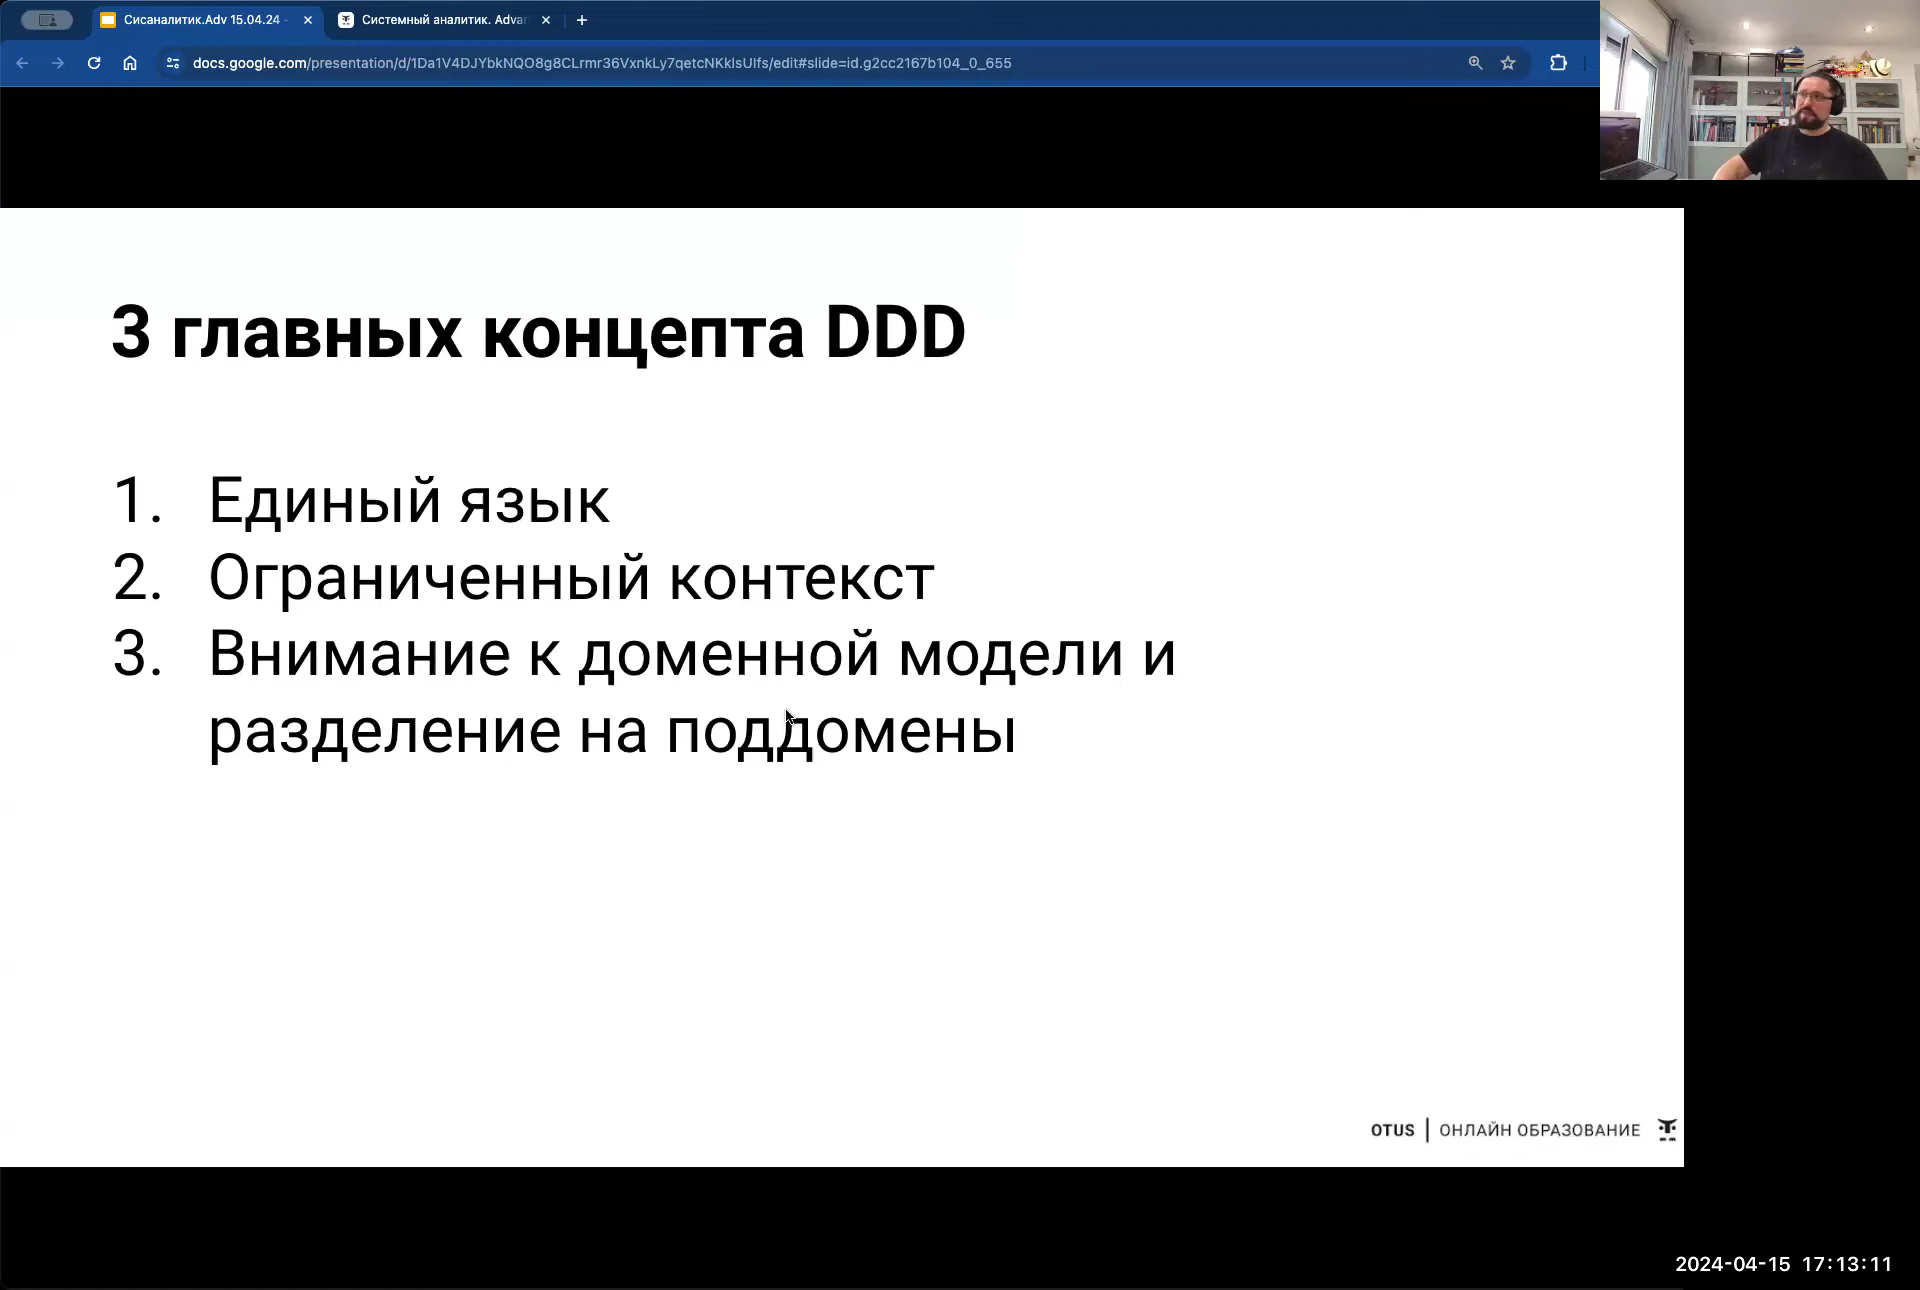 Сисаналитик.Adv 15.04.24 -
Системный аналитик. Advan
docs.google.com/presentation/d/1Da1V4DJYbkNQO8g8CLrmr36VxnkLy7qetcNKklsUlfs/edit#slide=id.g2cc2167b104_0_655
3 главных концепта DDD
1. Единый язык
2. Ограниченный контекст
3. Внимание к доменной модели и
разделение на поддомены
OTUS | ОНЛАЙН ОБРАЗОВАНИЕ
2024-04-15 17:13:11